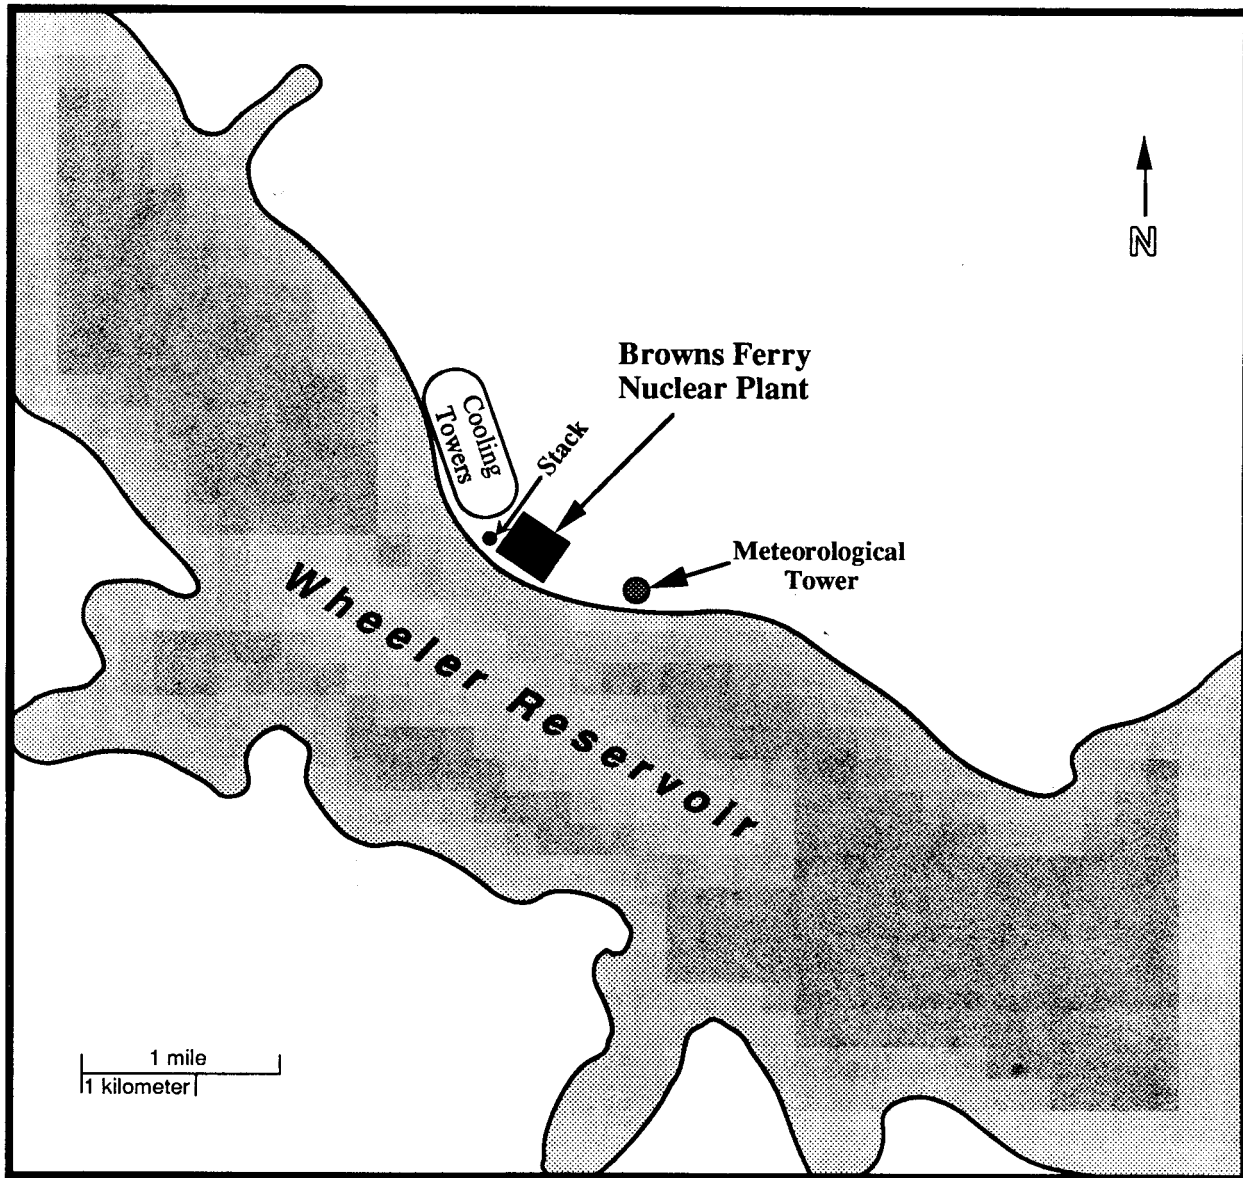 N
Browns Ferry
Nuclear Plant
Cooling
Towers
Stack
Meteorological
Tower
Wheeler Reservoir
1 mile
1 kilometer